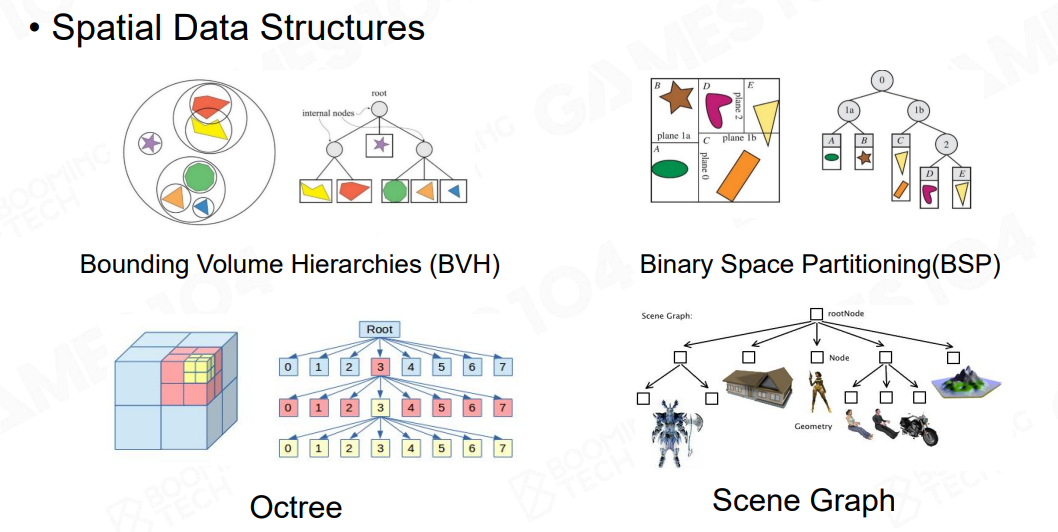 • Spatial Data Structures
root
internal nodes
Bounding Volume Hierarchies (BVH)
B
D
E
plane 2
plane 1a
C
plane 1b
A
plane 0
0
1a
1b
A
B
C
2
D
E
Binary Space Partitioning(BSP)
Root
0 1 2 3 4 5 6 7
0 1 2 3 4 5 6 7
0 1 2 3 4 5 6 7
Octree
Scene Graph:
rootNode
Node
Geometry
Scene Graph
GAMES104
BOOMING
TECH